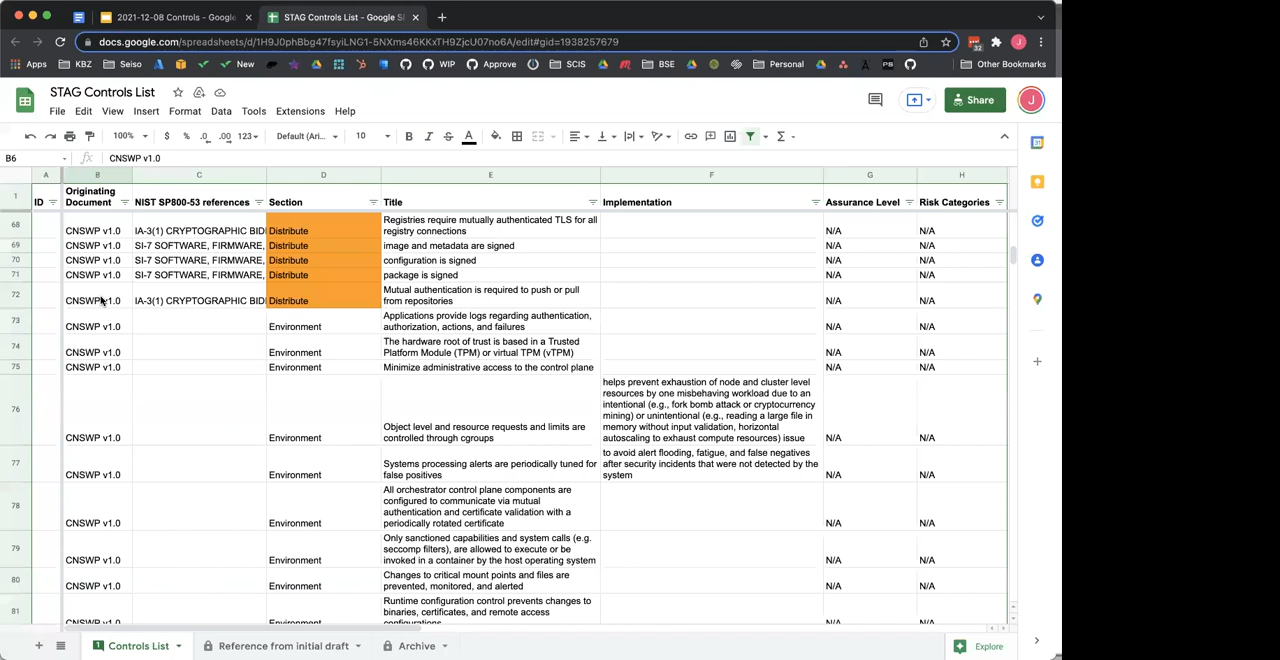 2021-12-08 Controls - Google
STAG Controls List - Google S
docs.google.com/spreadsheets/d/1H9J0phBbg47fsyiLNG1-5NXms46KKxTH9ZjcU07no6A/edit#gid=1938257679
32
J
Apps KBZ Seiso New WIP Approve SCIS BSE Personal PS Other Bookmarks
STAG Controls List
Share
J
File Edit View Insert Format Data Tools Extensions Help
100% $ % .0 .00 123 Default (Ari... 10 B I S A
B6 fx CNSWP v1.0
A B C D E F G H
1 ID Originating Document NIST SP800-53 references Section Title Implementation Assurance Level Risk Categories
68 CNSWP v1.0 IA-3(1) CRYPTOGRAPHIC BIDI Distribute Registries require mutually authenticated TLS for all
registry connections N/A N/A
69 CNSWP v1.0 SI-7 SOFTWARE, FIRMWARE, Distribute image and metadata are signed N/A N/A
70 CNSWP v1.0 SI-7 SOFTWARE, FIRMWARE, Distribute configuration is signed N/A N/A
71 CNSWP v1.0 SI-7 SOFTWARE, FIRMWARE, Distribute package is signed N/A N/A
72 CNSWP v1.0 IA-3(1) CRYPTOGRAPHIC BIDI Distribute Mutual authentication is required to push or pull
from repositories N/A N/A
73 CNSWP v1.0 Environment Applications provide logs regarding authentication,
authorization, actions, and failures N/A N/A
74 CNSWP v1.0 Environment The hardware root of trust is based in a Trusted
Platform Module (TPM) or virtual TPM (vTPM) N/A N/A
75 CNSWP v1.0 Environment Minimize administrative access to the control plane N/A N/A
76 CNSWP v1.0 Environment Object level and resource requests and limits are
controlled through cgroups
helps prevent exhaustion of node and cluster level
resources by one misbehaving workload due to an
intentional (e.g., fork bomb attack or cryptocurrency
mining) or unintentional (e.g., reading a large file in
memory without input validation, horizontal
autoscaling to exhaust compute resources) issue N/A N/A
77 CNSWP v1.0 Environment Systems processing alerts are periodically tuned for
false positives
to avoid alert flooding, fatigue, and false negatives
after security incidents that were not detected by the
system N/A N/A
78 CNSWP v1.0 Environment All orchestrator control plane components are
configured to communicate via mutual
authentication and certificate validation with a
periodically rotated certificate N/A N/A
79 CNSWP v1.0 Environment Only sanctioned capabilities and system calls (e.g.
seccomp filters), are allowed to execute or be
invoked in a container by the host operating system N/A N/A
80 CNSWP v1.0 Environment Changes to critical mount points and files are
prevented, monitored, and alerted N/A N/A
81 CNSWP v1.0 Environment Runtime configuration control prevents changes to
binaries, certificates, and remote access
configurations N/A N/A
1 Controls List Reference from initial draft Archive Explore